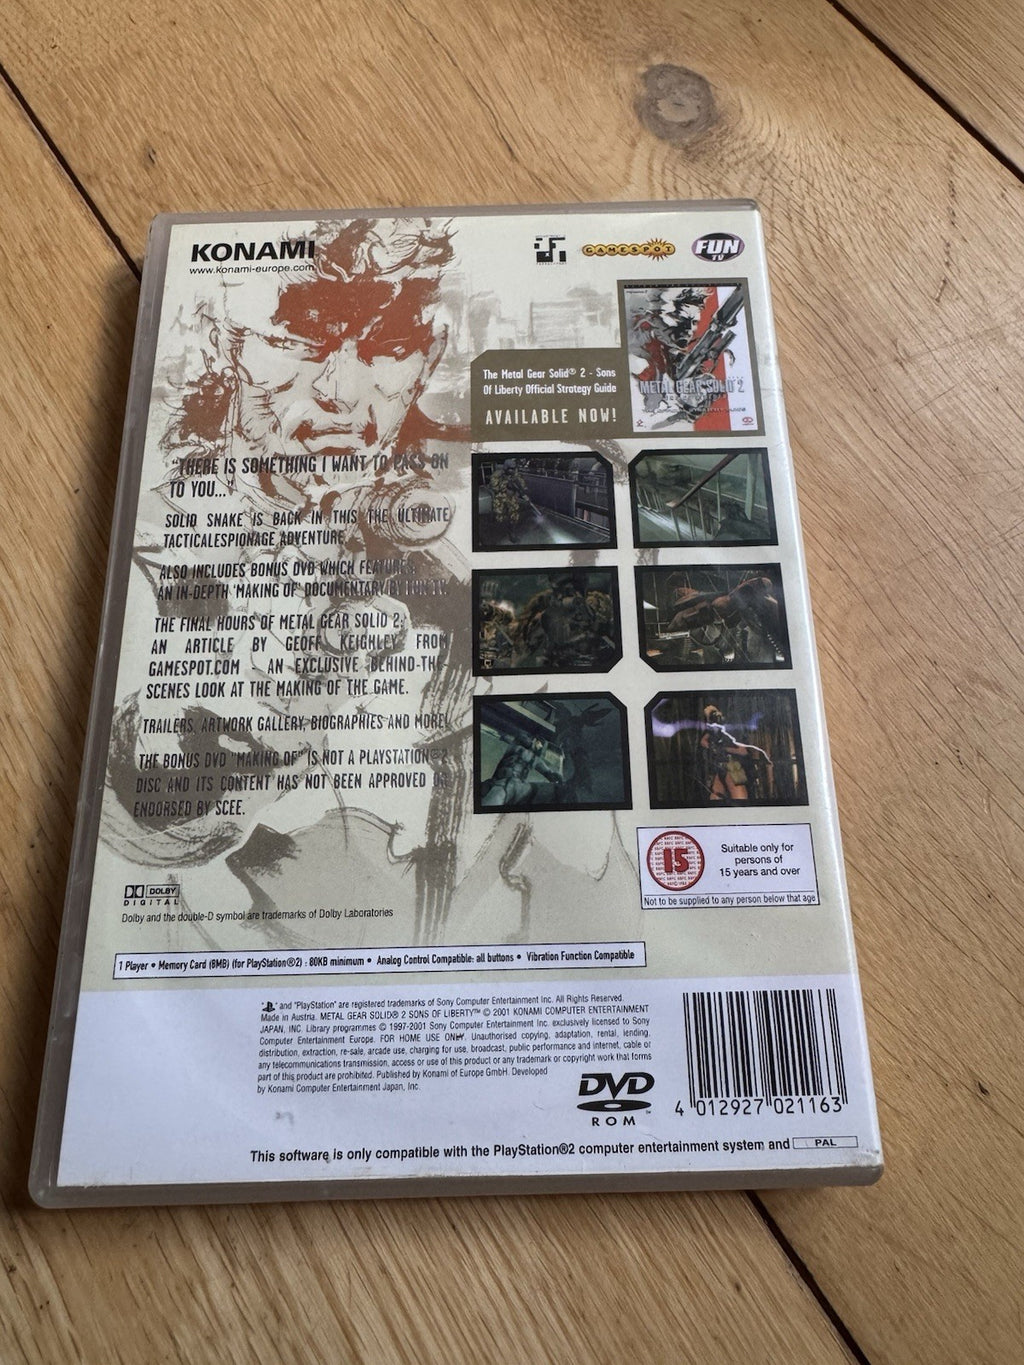 KONAMI
www.konami-europe.com
GAMESPOT
FUN
TV
The Metal Gear Solid® 2 - Sons
Of Liberty Official Strategy Guide
AVAILABLE NOW!
METAL GEAR SOLID 2
"THERE IS SOMETHING I WANT TO PASS ON
TO YOU..."
SOLID SNAKE IS BACK IN THIS THE ULTIMATE
TACTICALESPIONAGE ADVENTURE.
ALSO INCLUDES BONUS DVD WHICH FEATURES:
AN IN-DEPTH 'MAKING OF' DOCUMENTARY BY FUN TV.
THE FINAL HOURS OF METAL GEAR SOLID 2:
AN ARTICLE BY GEOFF KEIGHLEY FROM
GAMESPOT.COM - AN EXCLUSIVE BEHIND-THE-
SCENES LOOK AT THE MAKING OF THE GAME.
TRAILERS, ARTWORK GALLERY, BIOGRAPHIES AND MORE!
THE BONUS DVD "MAKING OF" IS NOT A PLAYSTATION®2
DISC AND ITS CONTENT HAS NOT BEEN APPROVED OR
ENDORSED BY SCEE.
15
Suitable only for
persons of
15 years and over
Not to be supplied to any person below that age
DOLBY
DIGITAL
Dolby and the double-D symbol are trademarks of Dolby Laboratories
1 Player • Memory Card (8MB) (for PlayStation®2) : 80KB minimum • Analog Control Compatible: all buttons • Vibration Function Compatible
" " and "PlayStation" are registered trademarks of Sony Computer Entertainment Inc. All Rights Reserved.
Made in Austria. METAL GEAR SOLID® 2 SONS OF LIBERTY™ © 2001 KONAMI COMPUTER ENTERTAINMENT
JAPAN, INC. Library programmes © 1997-2001 Sony Computer Entertainment Inc. exclusively licensed to Sony
Computer Entertainment Europe. FOR HOME USE ONLY. Unauthorised copying, adaptation, rental, lending,
distribution, extraction, re-sale, arcade use, charging for use, broadcast, public performance and internet, cable or
any telecommunications transmission, access or use of this product or any trademark or copyright work that forms
part of this product are prohibited. Published by Konami of Europe GmbH. Developed
by Konami Computer Entertainment Japan, Inc.
DVD
ROM
4 012927 021163
This software is only compatible with the PlayStation®2 computer entertainment system and PAL